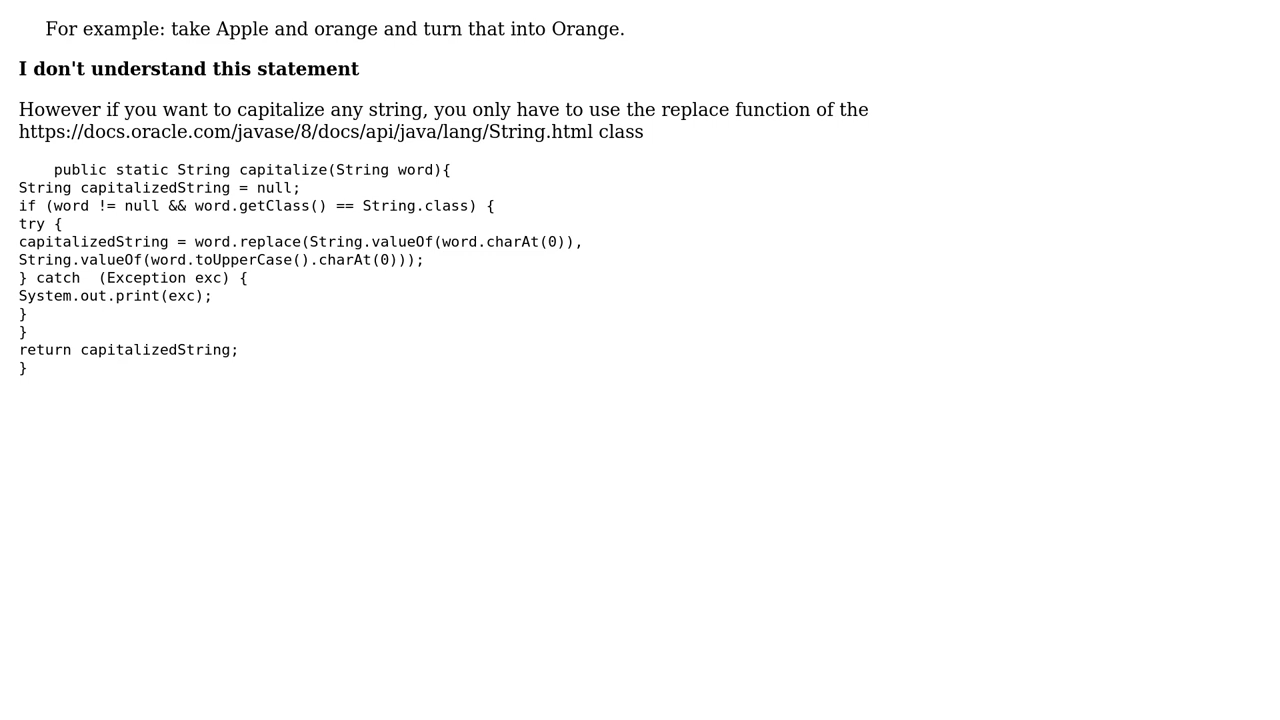 For example: take Apple and orange and turn that into Orange.
I don't understand this statement
However if you want to capitalize any string, you only have to use the replace function of the
https://docs.oracle.com/javase/8/docs/api/java/lang/String.html class
    public static String capitalize(String word){
String capitalizedString = null;
if (word != null && word.getClass() == String.class) {
try {
capitalizedString = word.replace(String.valueOf(word.charAt(0)),
String.valueOf(word.toUpperCase().charAt(0)));
} catch  (Exception exc) {
System.out.print(exc);
}
}
return capitalizedString;
}